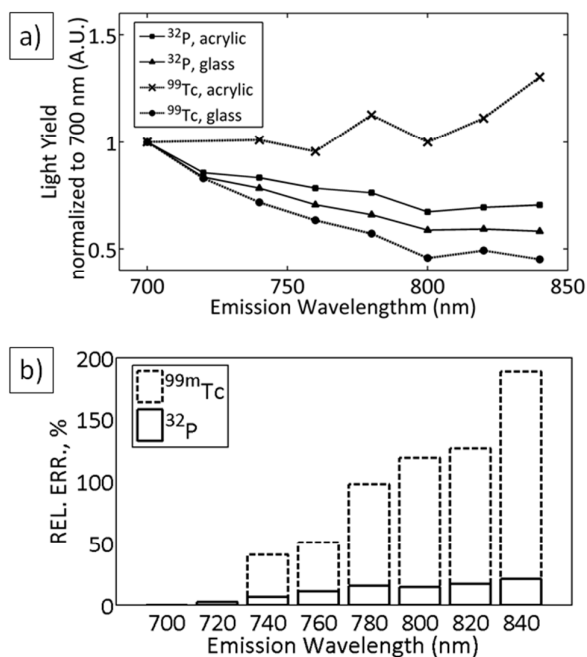 a)
Light Yield
normalized to 700 nm (A.U.)
1.5
1
0.5
32P, acrylic
32P, glass
99Tc, acrylic
99Tc, glass
700 750 800 850
Emission Wavelengthm (nm)
b)
REL. ERR., %
200
150
100
50
0
99mTc
32P
700 720 740 760 780 800 820 840
Emission Wavelength (nm)